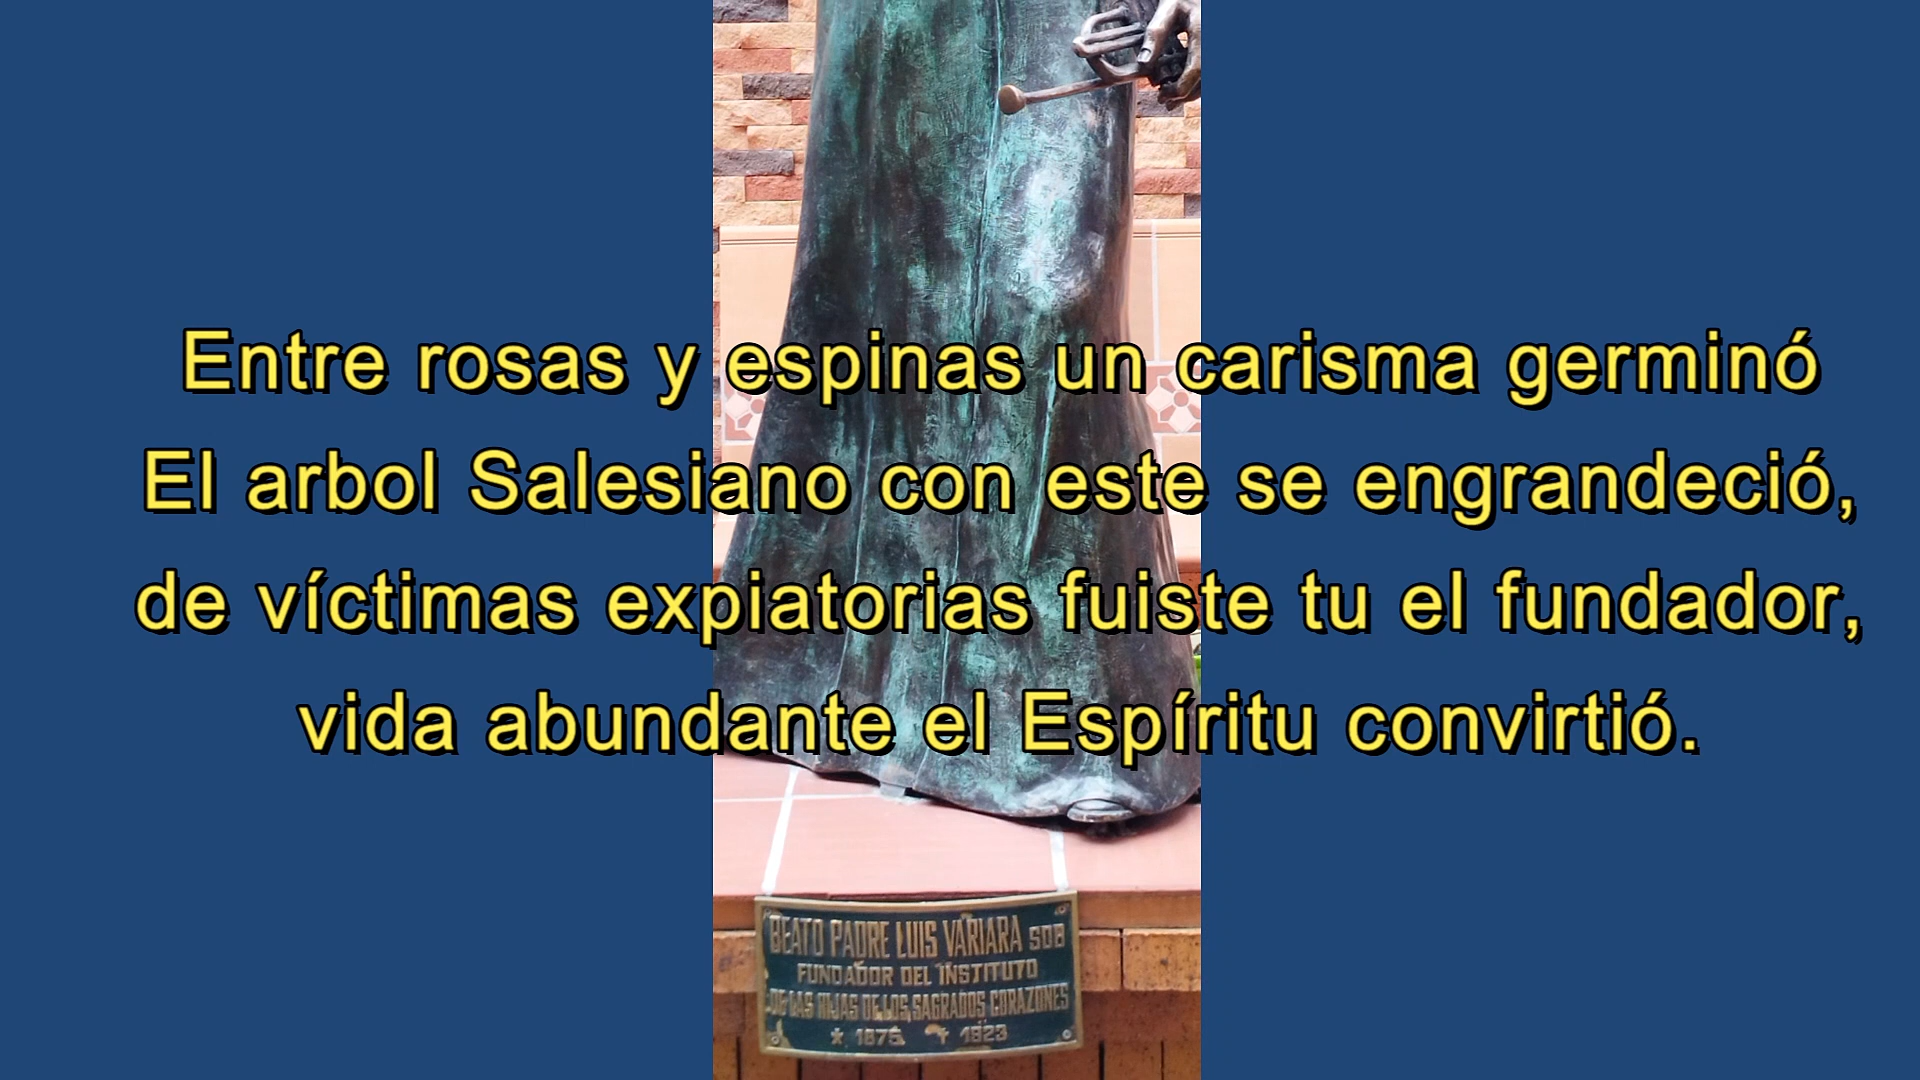 Entre rosas y espinas un carisma germinó
El arbol Salesiano con este se engrandeció,
de víctimas expiatorias fuiste tu el fundador,
vida abundante el Espíritu convirtió.
BEATO PADRE LUIS VARIARA SDB
FUNDADOR DEL INSTITUTO
DE LAS HIJAS DE LOS SAGRADOS CORAZONES
* 1875 † 1923